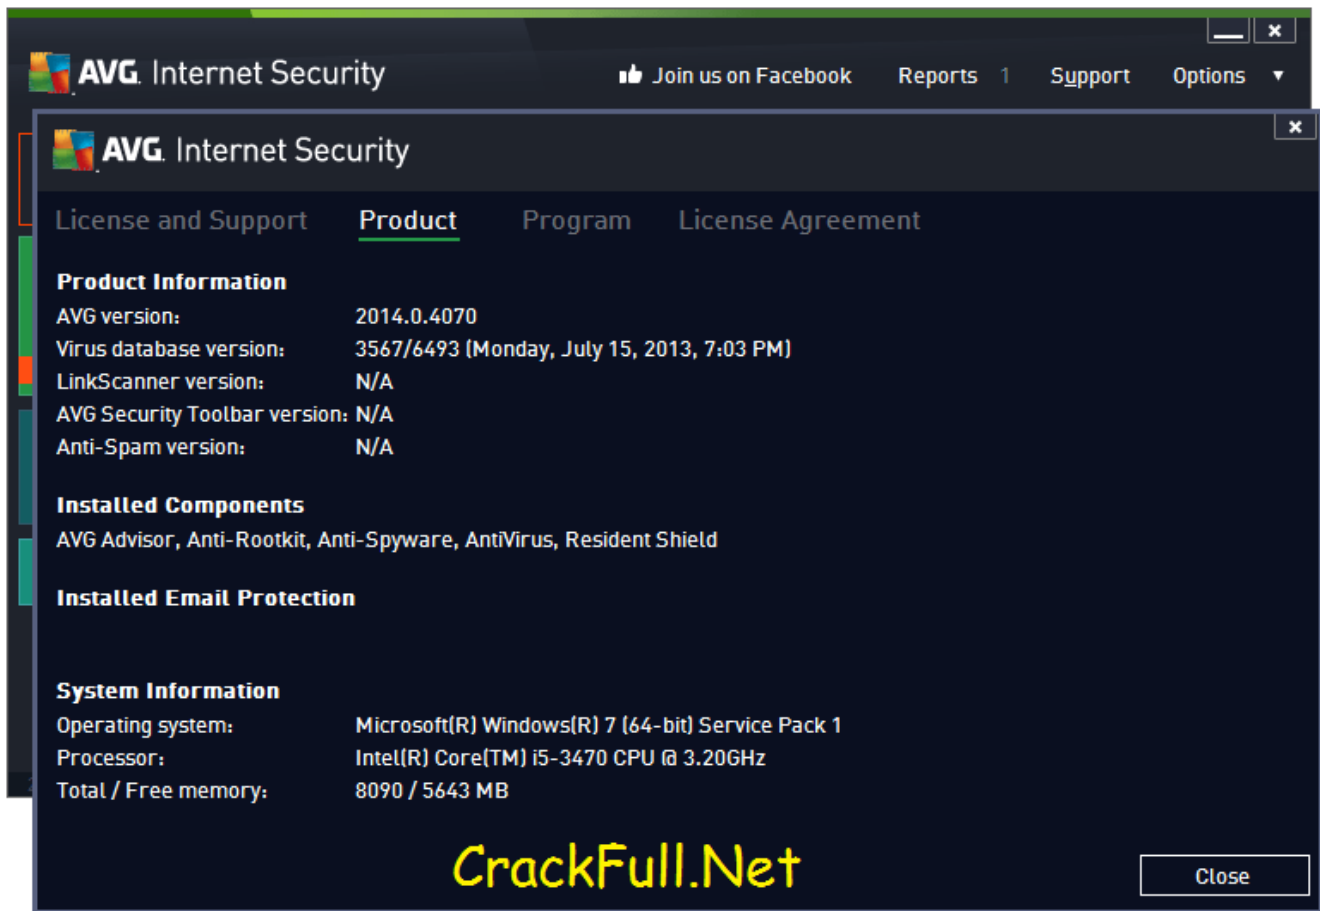 AVG. Internet Security
Join us on Facebook
Reports 1
Support
Options
AVG. Internet Security
License and Support
Product
Program
License Agreement
Product Information
AVG version: 2014.0.4070
Virus database version: 3567/6493 (Monday, July 15, 2013, 7:03 PM)
LinkScanner version: N/A
AVG Security Toolbar version: N/A
Anti-Spam version: N/A
Installed Components
AVG Advisor, Anti-Rootkit, Anti-Spyware, AntiVirus, Resident Shield
Installed Email Protection
System Information
Operating system: Microsoft(R) Windows(R) 7 (64-bit) Service Pack 1
Processor: Intel(R) Core(TM) i5-3470 CPU @ 3.20GHz
Total / Free memory: 8090 / 5643 MB
CrackFull.Net
Close